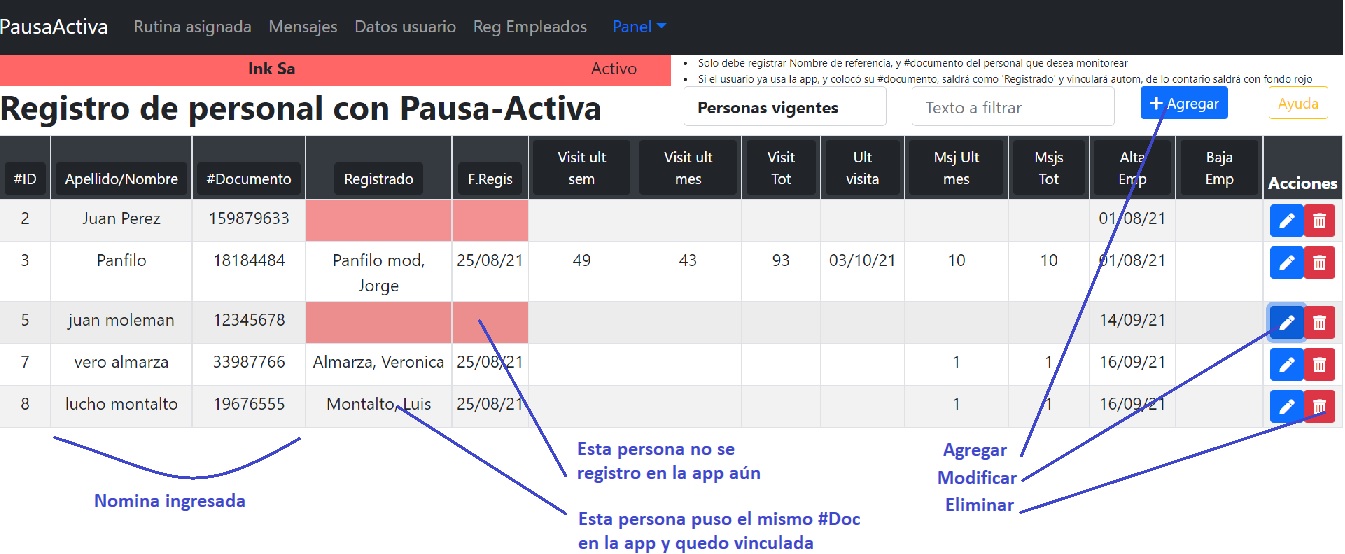 PausaActiva Rutina asignada Mensajes Datos usuario Reg Empleados Panel
Ink Sa Activo
Solo debe registrar Nombre de referencia, y #documento del personal que desea monitorear
Si el usuario ya usa la app, y colocó su #documento, saldrá como 'Registrado' y vinculará autom, de lo contario saldrá con fondo rojo
Registro de personal con Pausa-Activa
Personas vigentes Texto a filtrar + Agregar Ayuda
#ID Apellido/Nombre #Documento Registrado F.Regis Visit ult sem Visit ult mes Visit Tot Ult visita Msj Ult mes Msjs Tot Alta Emp Baja Emp Acciones
2 Juan Perez 159879633 01/08/21
3 Panfilo 18184484 Panfilo mod, Jorge 25/08/21 49 43 93 03/10/21 10 10 01/08/21
5 juan moleman 12345678 14/09/21
7 vero almarza 33987766 Almarza, Veronica 25/08/21 1 1 16/09/21
8 lucho montalto 19676555 Montalto, Luis 25/08/21 1 1 16/09/21
Nomina ingresada
Esta persona no se
registro en la app aún
Esta persona puso el mismo #Doc
en la app y quedo vinculada
Agregar
Modificar
Eliminar